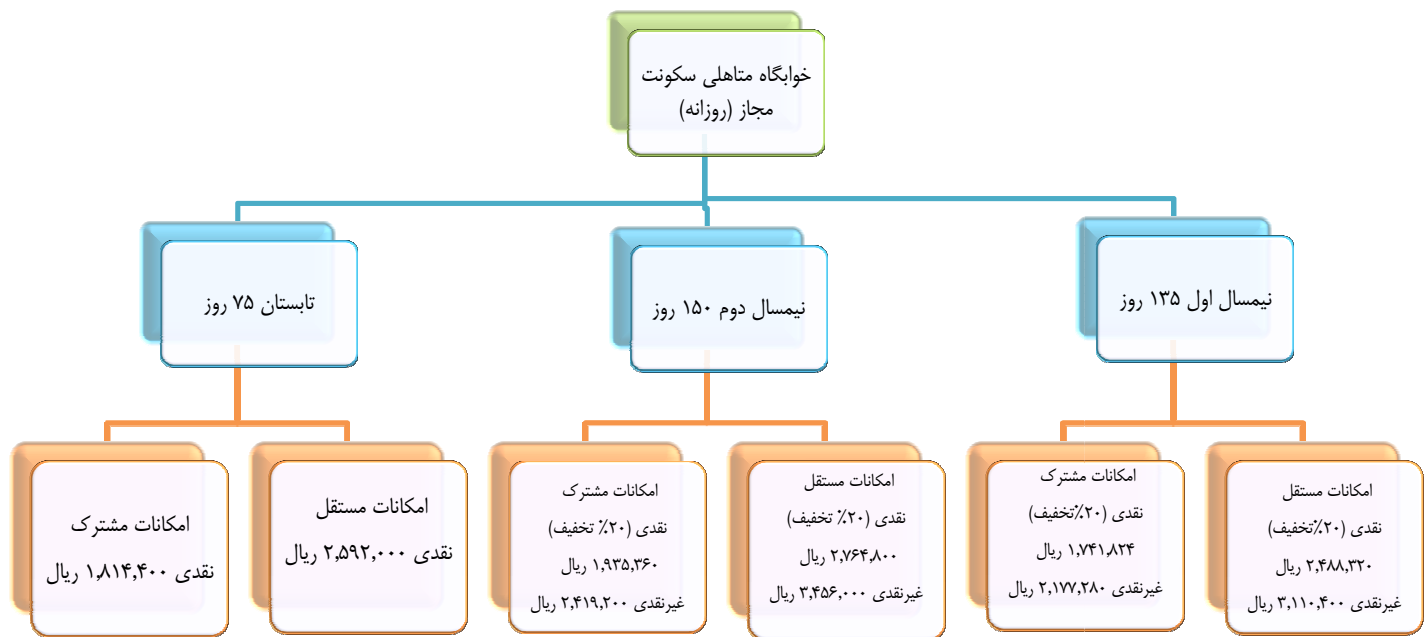 خوابگاه متاهلی سکونت
مجاز (روزانه)
نیمسال اول ۱۳۵ روز
نیمسال دوم ۱۵۰ روز
تابستان ۷۵ روز
امکانات مستقل
نقدی (۲۰٪تخفیف)
۲,۴۸۸,۳۲۰ ریال
غیرنقدی ۳,۱۱۰,۴۰۰ ریال
امکانات مشترک
نقدی (۲۰٪تخفیف)
۱,۷۴۱,۸۲۴ ریال
غیرنقدی ۲,۱۷۷,۲۸۰ ریال
امکانات مستقل
نقدی (۲۰٪ تخفیف)
۲,۷۶۴,۸۰۰ ریال
غیرنقدی ۳,۴۵۶,۰۰۰ ریال
امکانات مشترک
نقدی (۲۰٪ تخفیف)
۱,۹۳۵,۳۶۰ ریال
غیرنقدی ۲,۴۱۹,۲۰۰ ریال
امکانات مستقل
نقدی ۲,۵۹۲,۰۰۰ ریال
امکانات مشترک
نقدی ۱,۸۱۴,۴۰۰ ریال